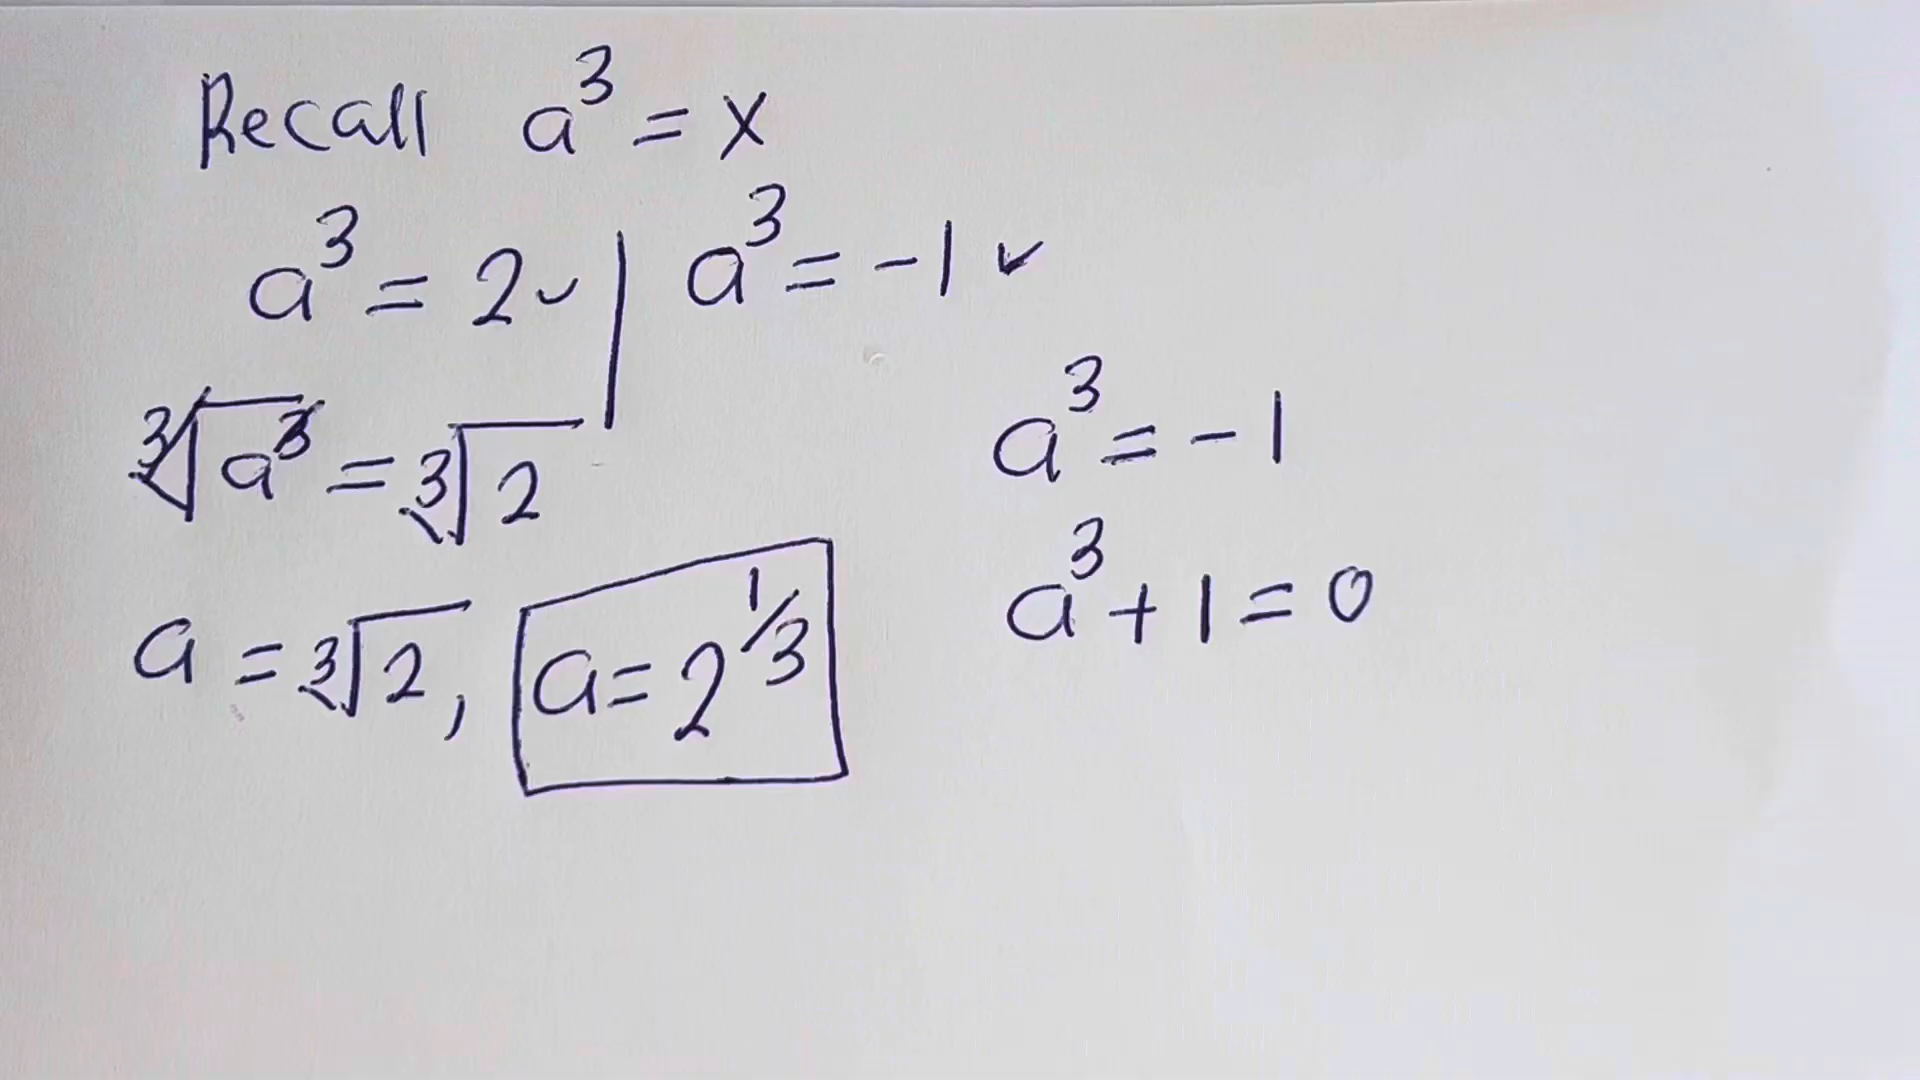 Recall a³ = x
a³ = 2 ✓ | a³ = -1 ✓
∛a³ = ∛2
a = ∛2, a = 2^1/3
a³ = -1
a³ + 1 = 0